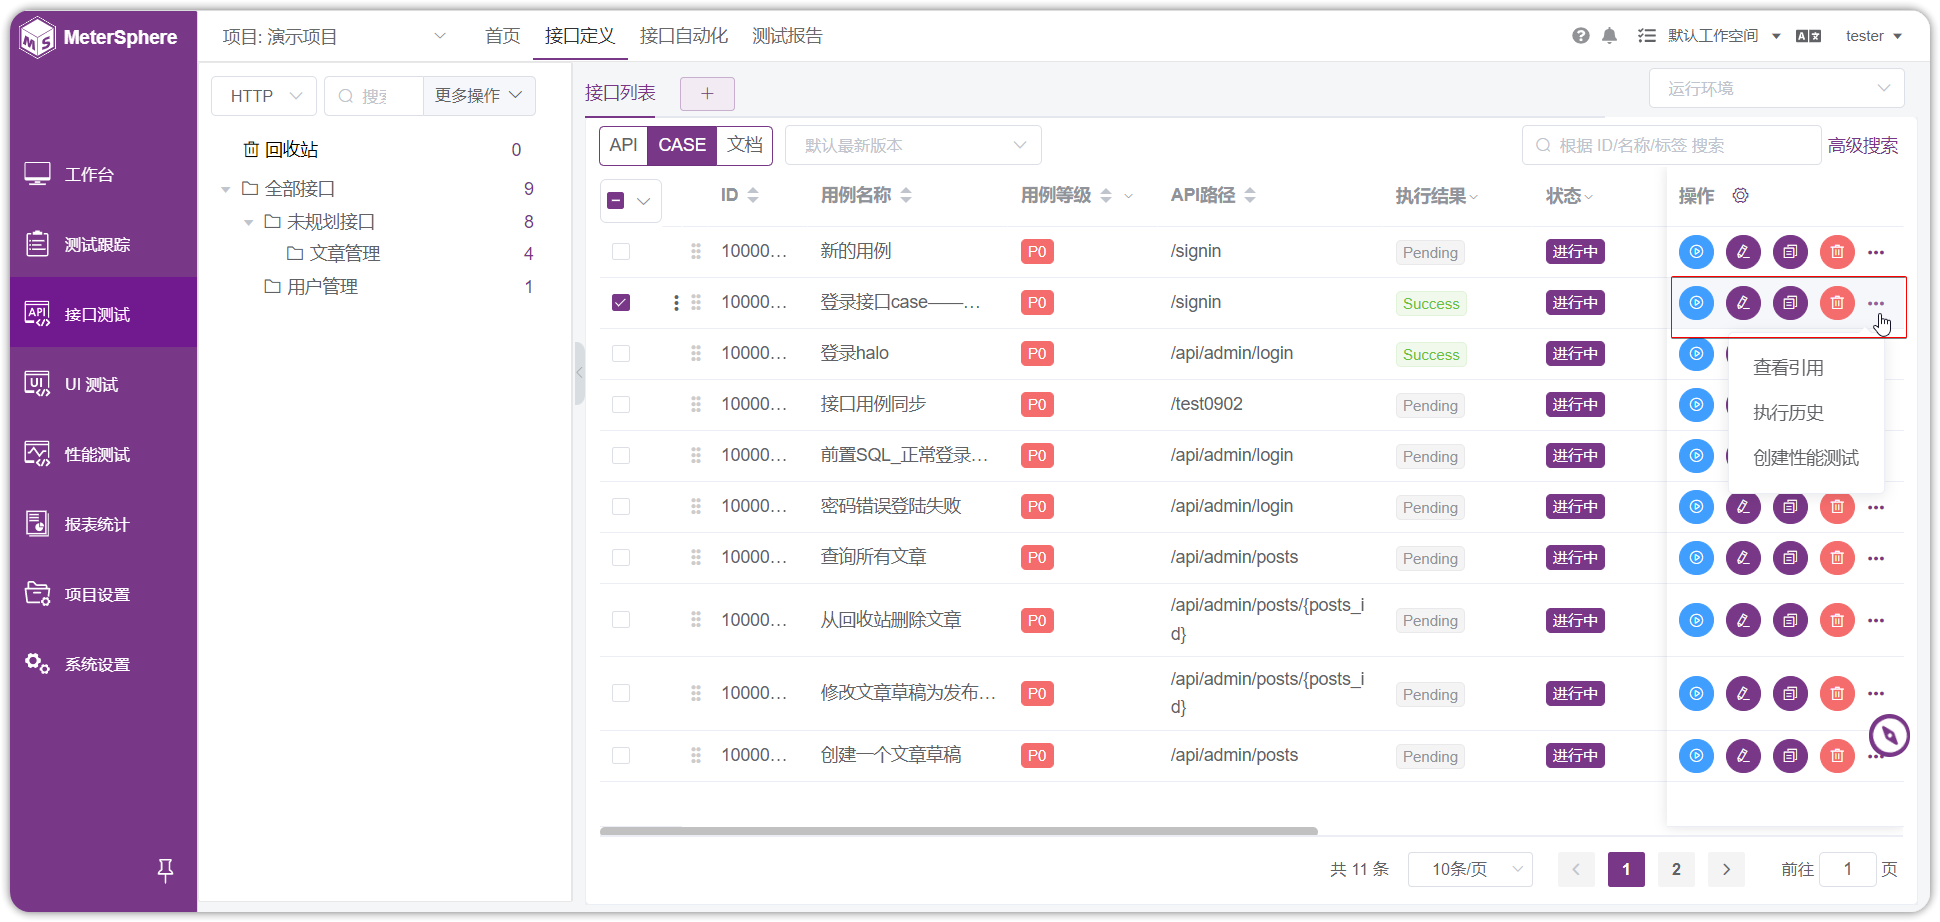 MeterSphere
项目: 演示项目
首页
接口定义
接口自动化
测试报告
默认工作空间
tester
工作台
测试跟踪
接口测试
UI 测试
性能测试
报表统计
项目设置
系统设置
HTTP
更多操作
回收站 0
全部接口 9
未规划接口 8
文章管理 4
用户管理 1
接口列表
+
运行环境
API CASE 文档
默认最新版本
根据 ID/名称/标签 搜索
高级搜索
ID 用例名称 用例等级 API路径 执行结果 状态 操作
10000... 新的用例 P0 /signin Pending 进行中
10000... 登录接口case——... P0 /signin Success 进行中
10000... 登录halo P0 /api/admin/login Success 进行中
查看引用
10000... 接口用例同步 P0 /test0902 Pending 进行中
执行历史
10000... 前置SQL_正常登录... P0 /api/admin/login Pending 进行中
创建性能测试
10000... 密码错误登陆失败 P0 /api/admin/login Pending 进行中
10000... 查询所有文章 P0 /api/admin/posts Pending 进行中
10000... 从回收站删除文章 P0 /api/admin/posts/{posts_i
d} Pending 进行中
10000... 修改文章草稿为发布... P0 /api/admin/posts/{posts_i
d} Pending 进行中
10000... 创建一个文章草稿 P0 /api/admin/posts Pending 进行中
共 11 条
10条/页
1
2
前往 1 页